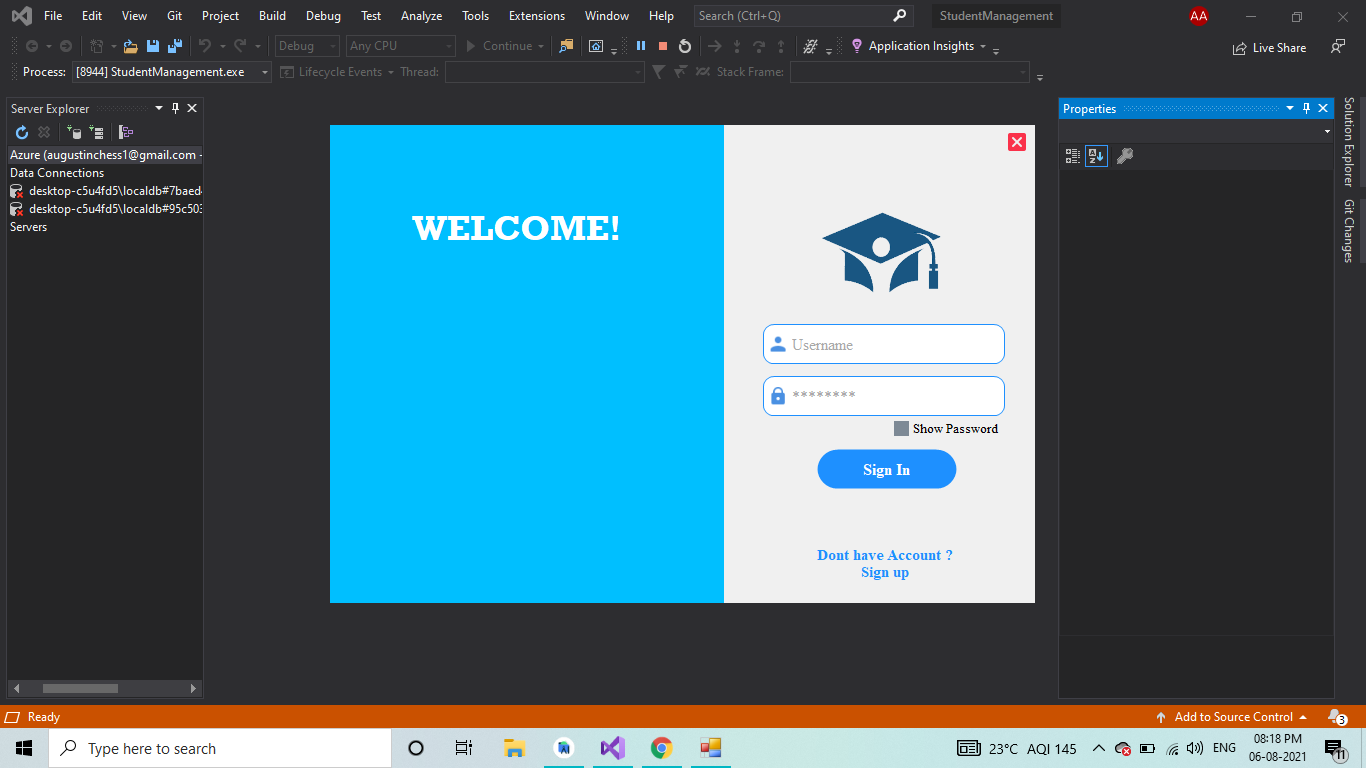 File Edit View Git Project Build Debug Test Analyze Tools Extensions Window Help Search (Ctrl+Q) StudentManagement AA
Debug Any CPU Continue Application Insights Live Share
Process: [8944] StudentManagement.exe Lifecycle Events Thread: Stack Frame:
Server Explorer
Azure (augustinchess1@gmail.com -
Data Connections
desktop-c5u4fd5\localdb#7baed4
desktop-c5u4fd5\localdb#95c503
Servers
WELCOME!
Username
********
Show Password
Sign In
Dont have Account ?
Sign up
Properties
Solution Explorer
Git Changes
Ready Add to Source Control 3
Type here to search 23°C AQI 145 ENG 08:18 PM
06-08-2021 11